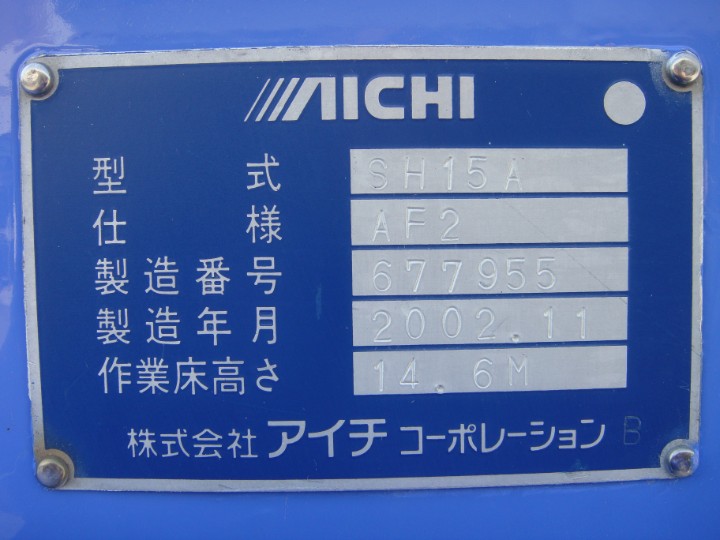 AICHI
型式 SH15A
仕様 AF2
製造番号 677955
製造年月 2002.11
作業床高さ 14.6M
株式会社 アイチ コーポレーション B